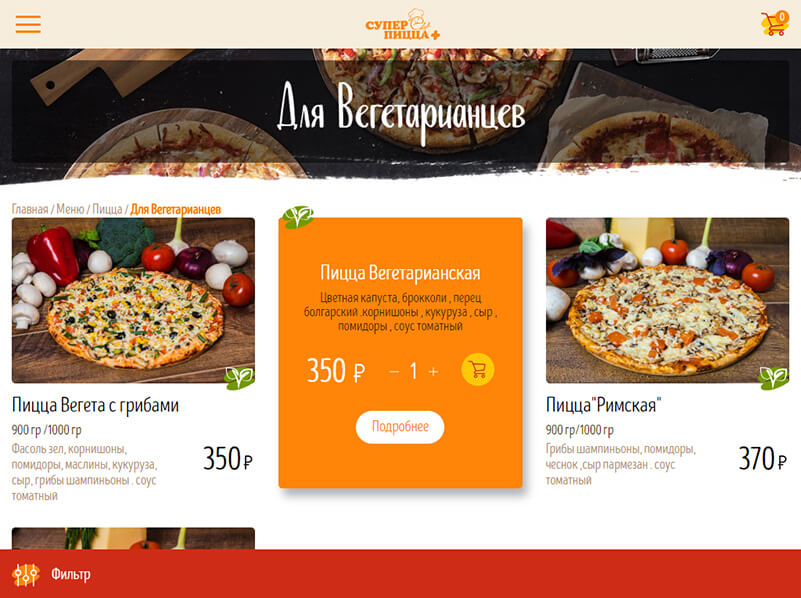 СУПЕР
ПИЦЦА+
0
Для Вегетарианцев
Главная / Меню / Пицца / Для Вегетарианцев
Пицца Вегета с грибами
900 гр /1000 гр
Фасоль зел, корнишоны,
помидоры, маслины, кукуруза,
сыр, грибы шампиньоны . соус
томатный
350 ₽
Пицца Вегетарианская
Цветная капуста, брокколи , перец
болгарский .корнишоны , кукуруза , сыр ,
помидоры , соус томатный
350 ₽ – 1 +
Подробнее
Пицца"Римская"
900 гр /1000 гр
Грибы шампиньоны, помидоры,
чеснок ,сыр пармезан . соус
томатный
370 ₽
Фильтр